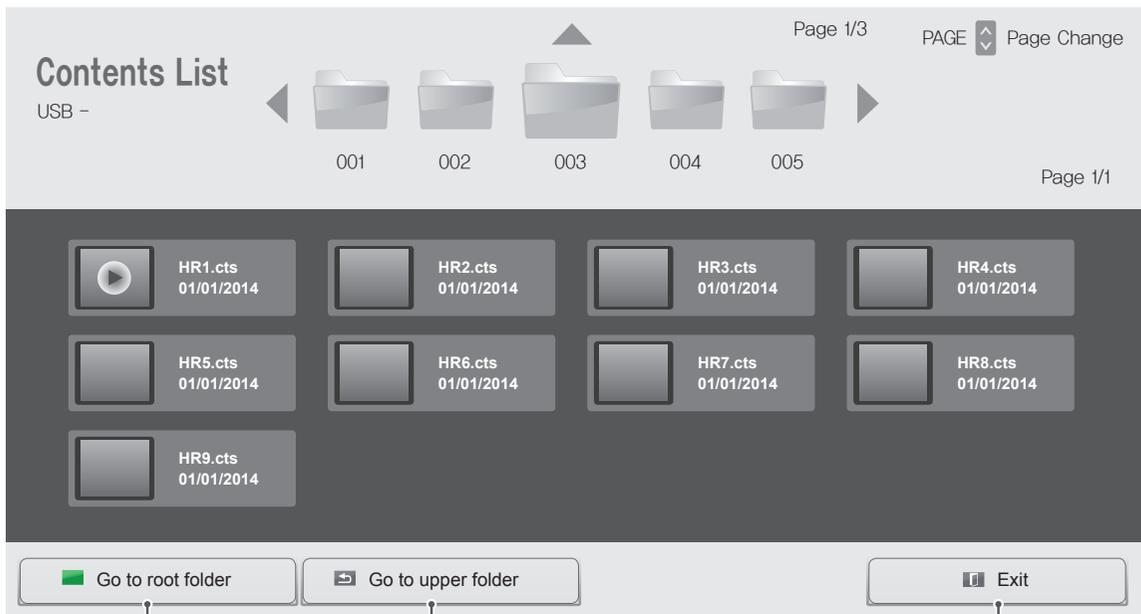 Page 1/3
PAGE Page Change
Contents List
USB -
001 002 003 004 005
Page 1/1
HR1.cts
01/01/2014
HR2.cts
01/01/2014
HR3.cts
01/01/2014
HR4.cts
01/01/2014
HR5.cts
01/01/2014
HR6.cts
01/01/2014
HR7.cts
01/01/2014
HR8.cts
01/01/2014
HR9.cts
01/01/2014
Go to root folder
Go to upper folder
Exit